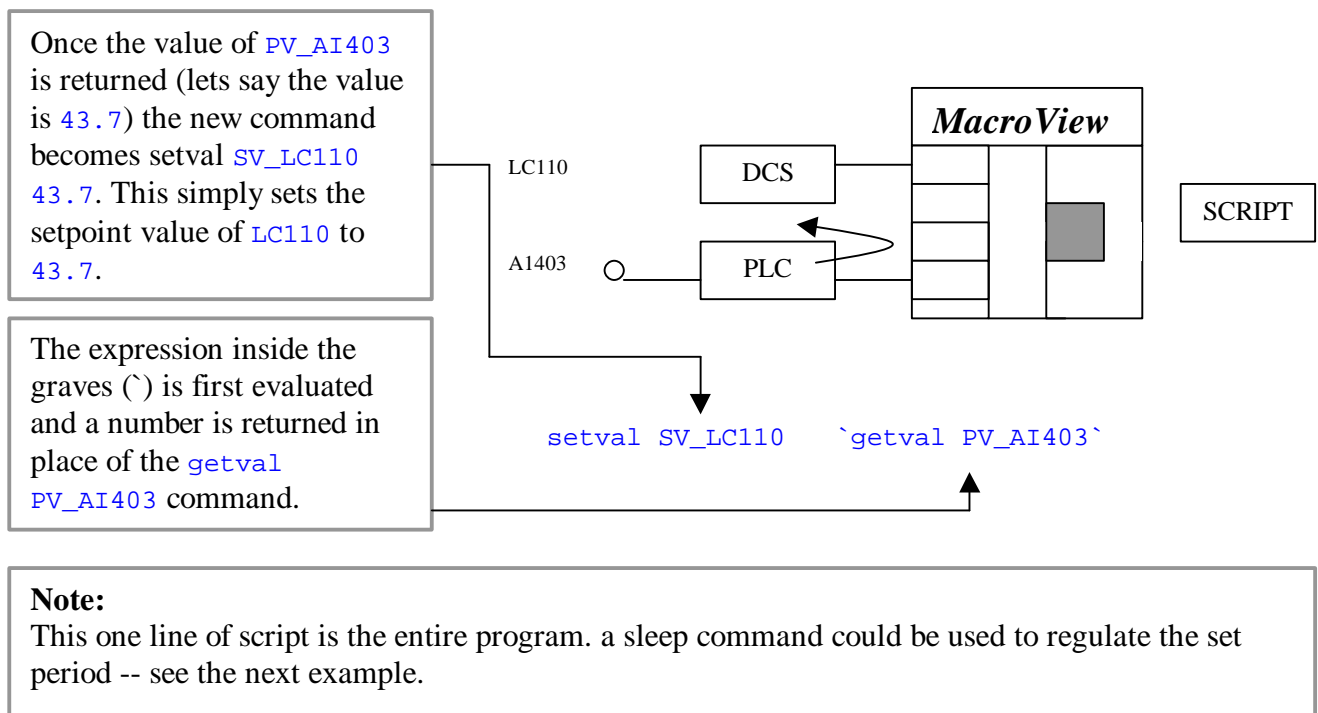 Once the value of PV_AI403
is returned (lets say the value
is 43.7) the new command
becomes setval SV_LC110
43.7. This simply sets the
setpoint value of LC110 to
43.7.
The expression inside the
graves (`) is first evaluated
and a number is returned in
place of the getval
PV_AI403 command.
MacroView
LC110
DCS
SCRIPT
A1403
PLC
setval SV_LC110 `getval PV_AI403`
Note:
This one line of script is the entire program. a sleep command could be used to regulate the set
period -- see the next example.